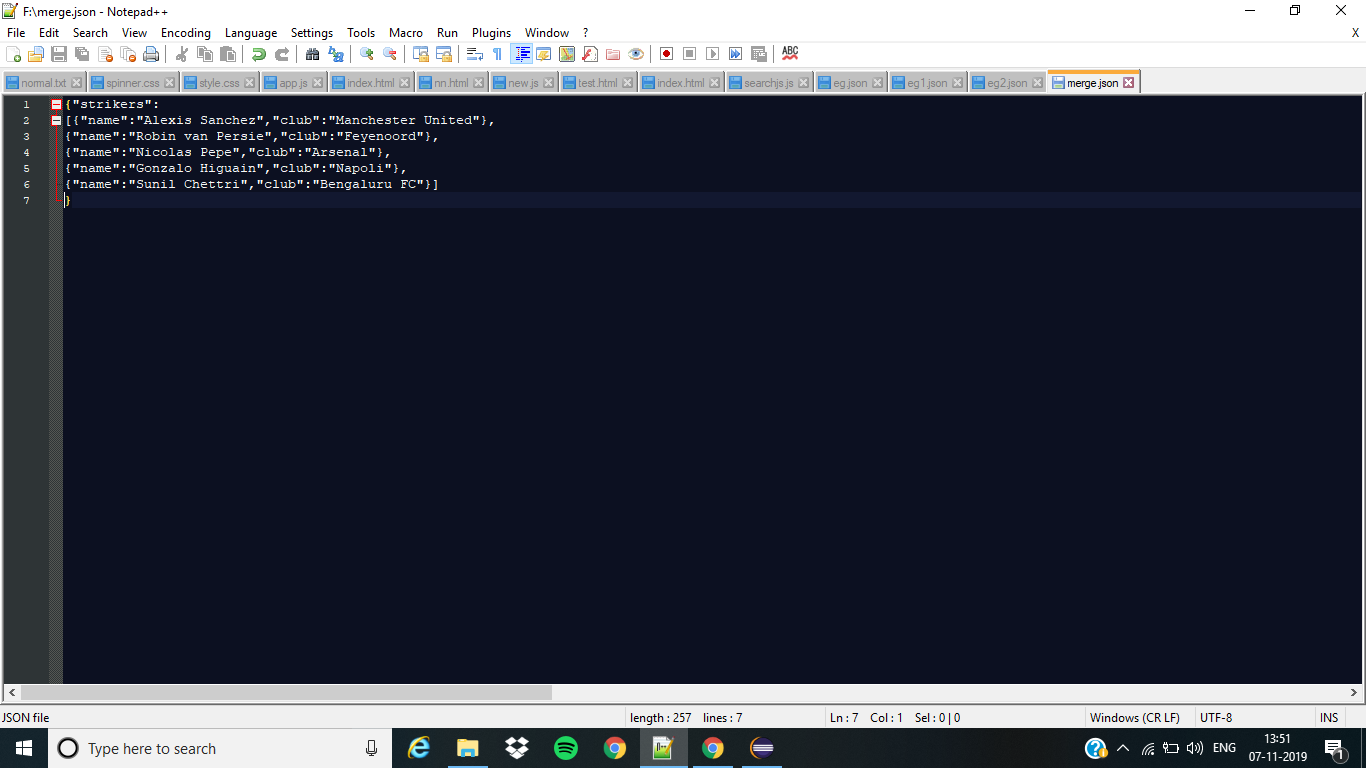 F:\merge.json - Notepad++
File Edit Search View Encoding Language Settings Tools Macro Run Plugins Window ? X
ABC
normal.txt spinner.css style.css app.js index.html nn.html new.js test.html index.html searchjs.js eg.json eg1.json eg2.json merge.json
1 {"strikers":
2 [{"name":"Alexis Sanchez","club":"Manchester United"},
3 {"name":"Robin van Persie","club":"Feyenoord"},
4 {"name":"Nicolas Pepe","club":"Arsenal"},
5 {"name":"Gonzalo Higuain","club":"Napoli"},
6 {"name":"Sunil Chettri","club":"Bengaluru FC"}]
7 }
JSON file length : 257 lines : 7 Ln : 7 Col : 1 Sel : 0 | 0 Windows (CR LF) UTF-8 INS
Type here to search ENG 13:51
07-11-2019 1